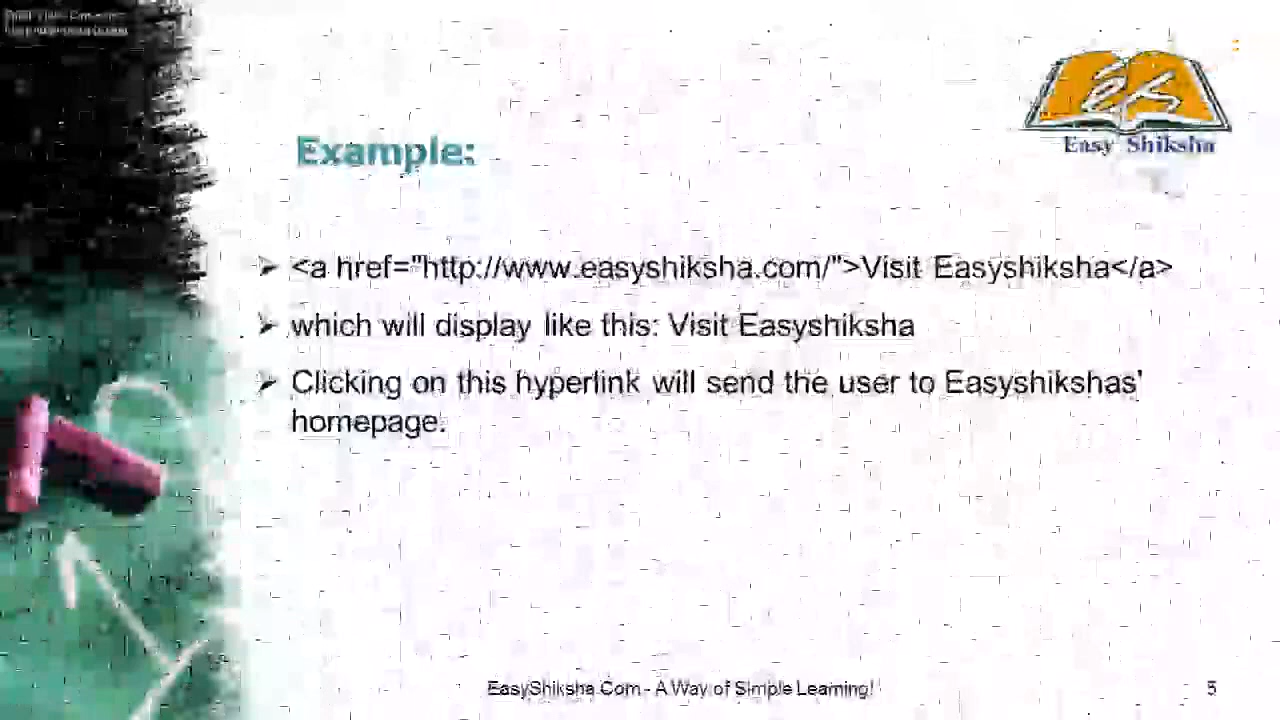 Easy Shiksha
Example:
<a href="http://www.easyshiksha.com/">Visit Easyshiksha</a>
which will display like this: Visit Easyshiksha
Clicking on this hyperlink will send the user to Easyshikshas'
homepage.
EasyShiksha.Com - A Way of Simple Learning!
5